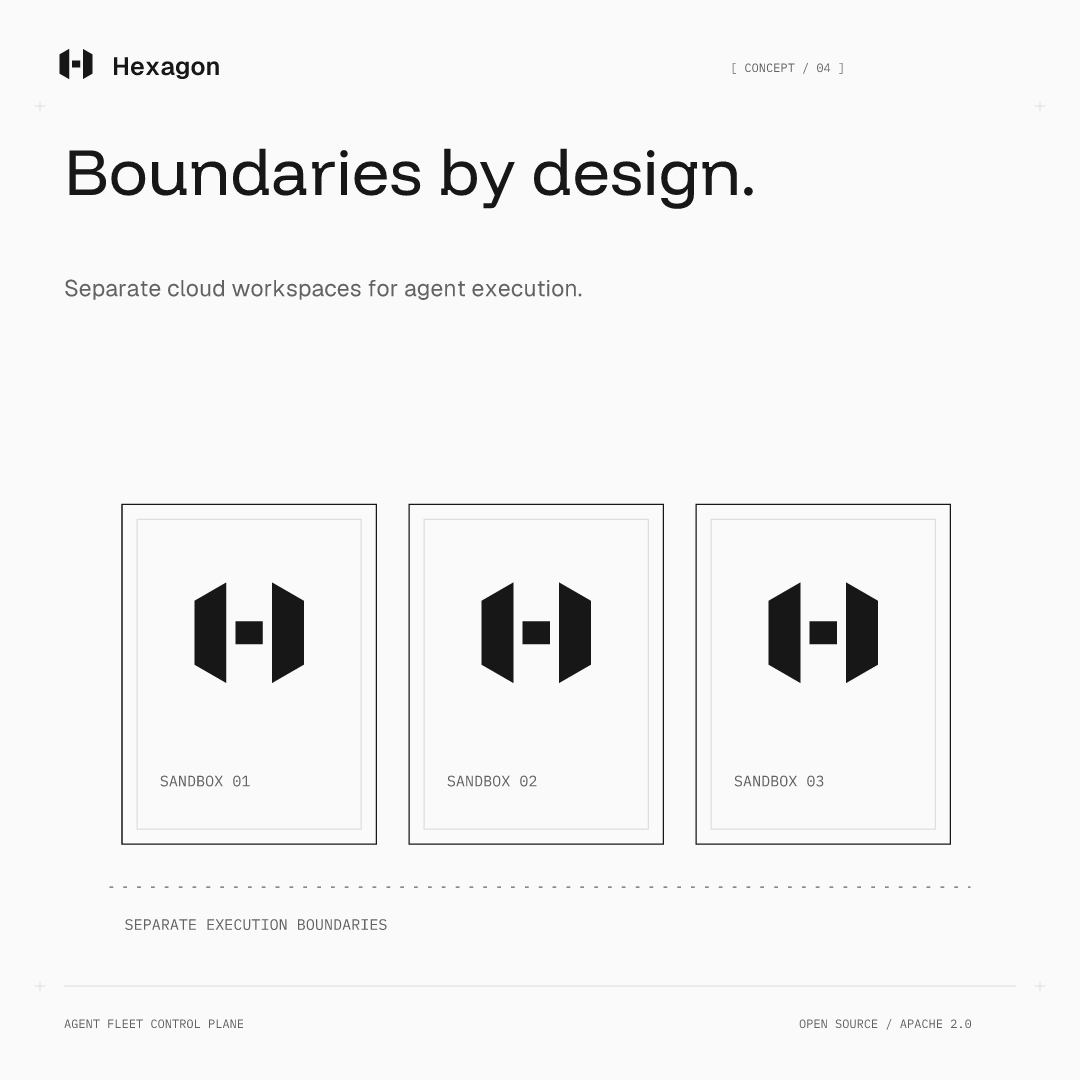 Hexagon
[ CONCEPT / 04 ]
Boundaries by design.
Separate cloud workspaces for agent execution.
SANDBOX 01
SANDBOX 02
SANDBOX 03
SEPARATE EXECUTION BOUNDARIES
AGENT FLEET CONTROL PLANE
OPEN SOURCE / APACHE 2.0